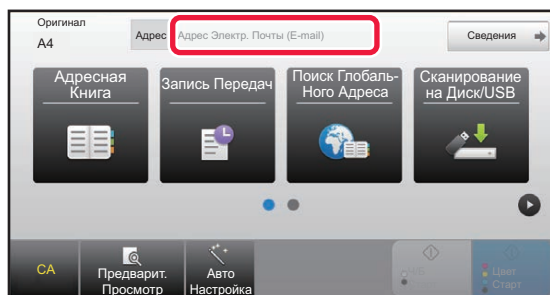 Оригинал
A4
Адрес
Адрес Электр. Почты (E-mail)
Сведения
Адресная
Книга
Запись Передач
Поиск Глобаль-
Ного Адреса
Сканирование
на Диск/USB
CA
Предварит.
Просмотр
Авто
Настройка
Ч/Б
Старт
Цвет
Старт